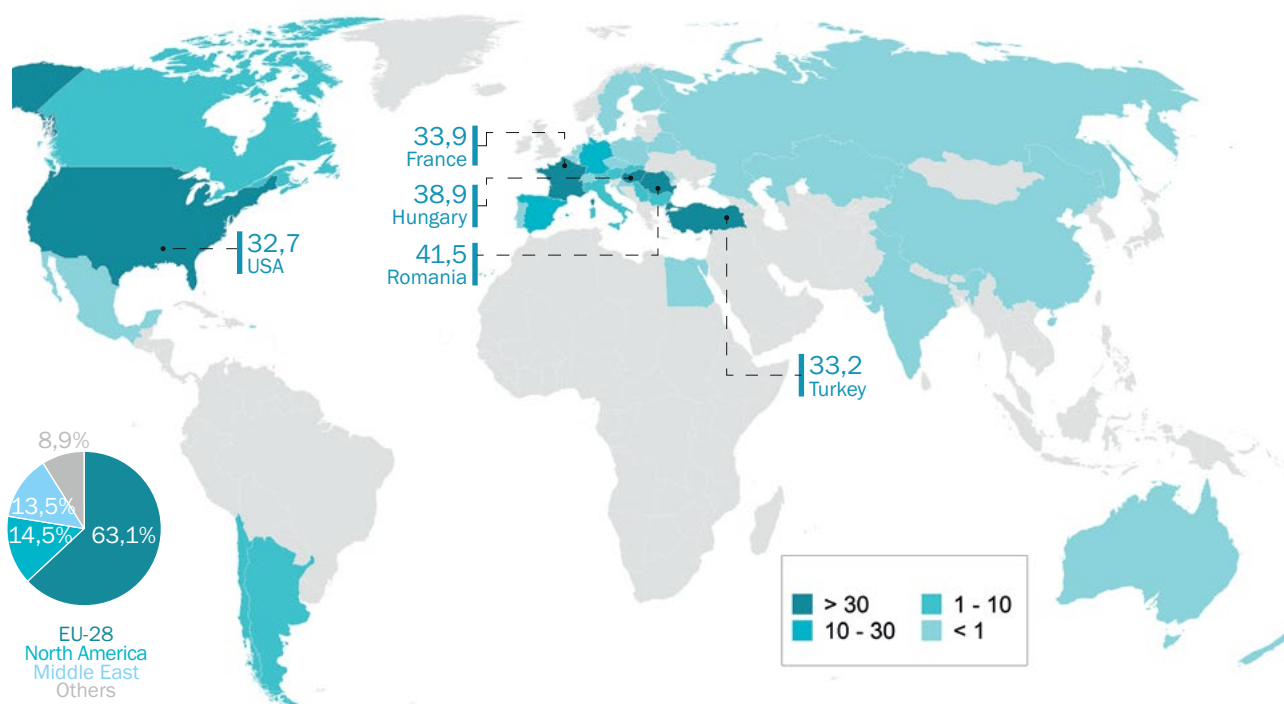 33,9
France
38,9
Hungary
41,5
Romania
32,7
USA
33,2
Turkey
8,9%
13,5%
14,5%
63,1%
EU-28
North America
Middle East
Others
> 30
1 - 10
10 - 30
< 1